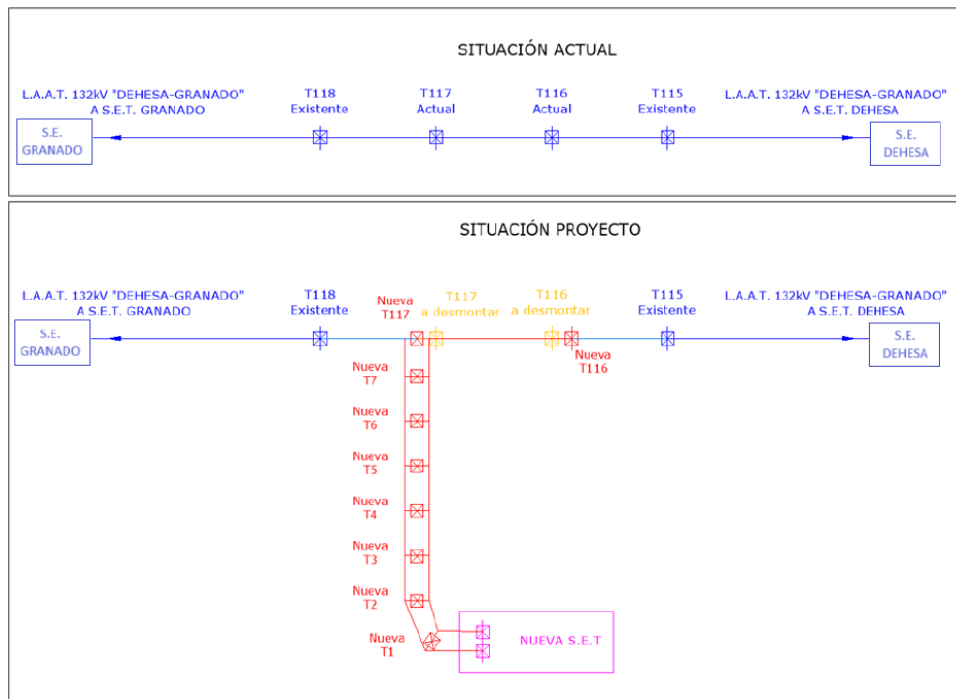 SITUACIÓN ACTUAL
L.A.A.T. 132kV "DEHESA-GRANADO"
A S.E.T. GRANADO
T118
Existente
T117
Actual
T116
Actual
T115
Existente
L.A.A.T. 132kV "DEHESA-GRANADO"
A S.E.T. DEHESA
S.E.
GRANADO
S.E.
DEHESA
SITUACIÓN PROYECTO
L.A.A.T. 132kV "DEHESA-GRANADO"
A S.E.T. GRANADO
T118
Existente
Nueva
T117
T117
a desmontar
T116
a desmontar
T115
Existente
L.A.A.T. 132kV "DEHESA-GRANADO"
A S.E.T. DEHESA
S.E.
GRANADO
S.E.
DEHESA
Nueva
T116
Nueva
T7
Nueva
T6
Nueva
T5
Nueva
T4
Nueva
T3
Nueva
T2
Nueva
T1
NUEVA S.E.T